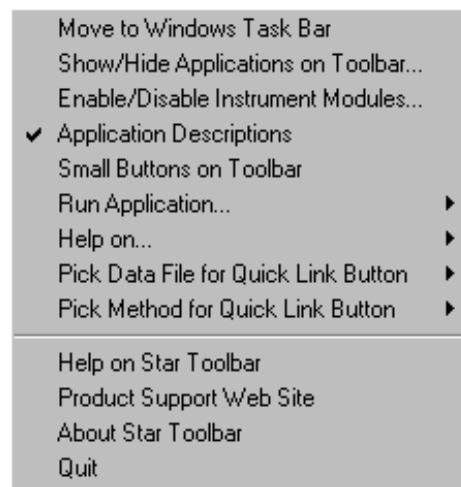 Move to Windows Task Bar
Show/Hide Applications on Toolbar...
Enable/Disable Instrument Modules...
Application Descriptions
Small Buttons on Toolbar
Run Application...
Help on...
Pick Data File for Quick Link Button
Pick Method for Quick Link Button
Help on Star Toolbar
Product Support Web Site
About Star Toolbar
Quit